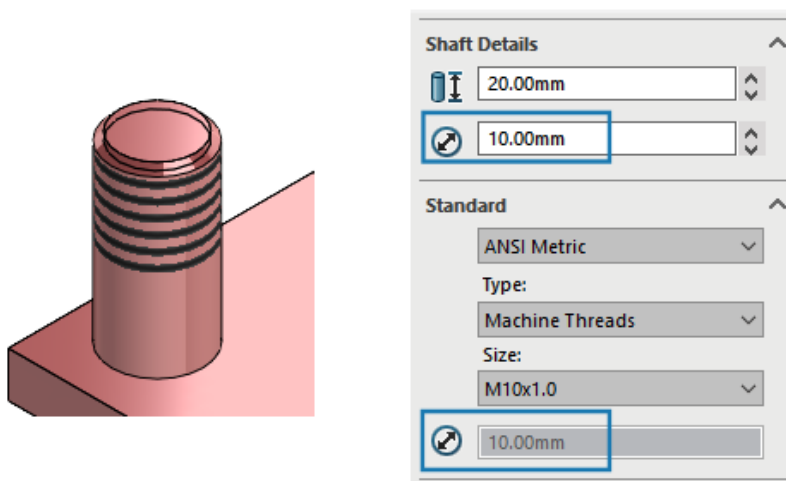 Shaft Details
20.00mm
10.00mm
Standard
ANSI Metric
Type:
Machine Threads
Size:
M10x1.0
10.00mm